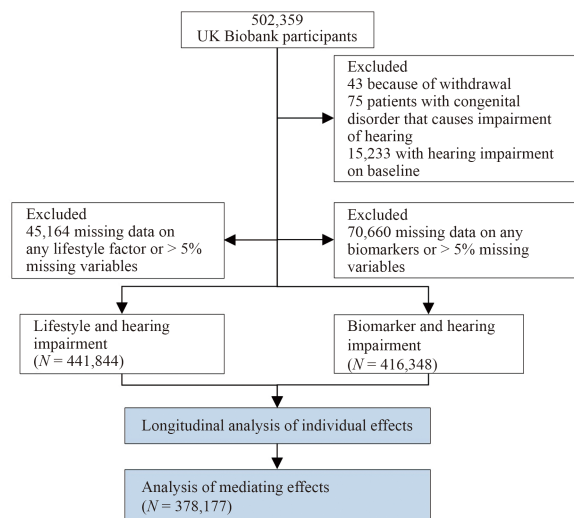 502,359
UK Biobank participants
Excluded
43 because of withdrawal
75 patients with congenital
disorder that causes impairment
of hearing
15,233 with hearing impairment
on baseline
Excluded
45,164 missing data on
any lifestyle factor or > 5%
missing variables
Excluded
70,660 missing data on any
biomarkers or > 5% missing
variables
Lifestyle and hearing
impairment
(N = 441,844)
Biomarker and hearing
impairment
(N = 416,348)
Longitudinal analysis of individual effects
Analysis of mediating effects
(N = 378,177)